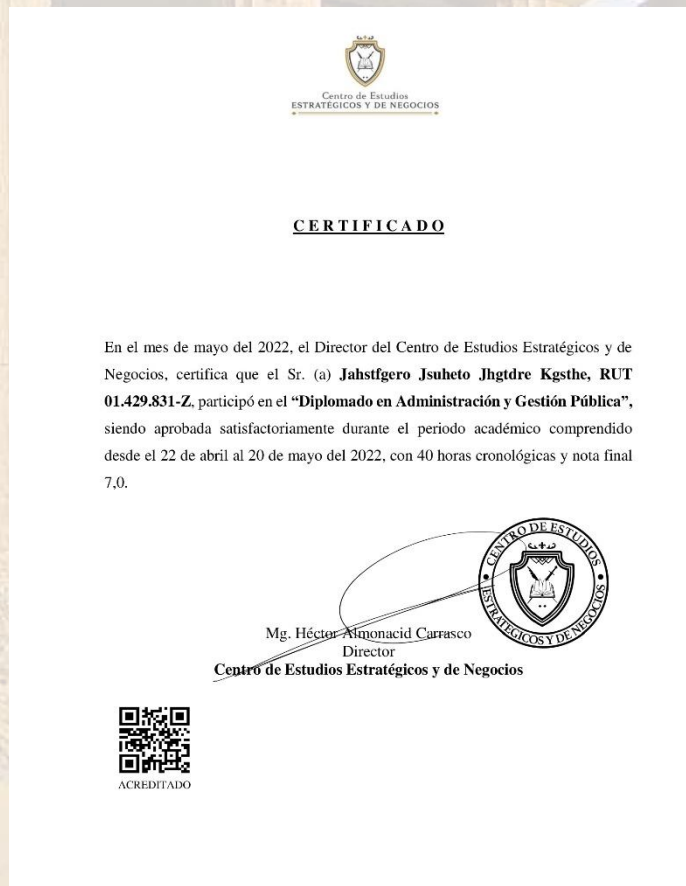 Centro de Estudios
ESTRATÉGICOS Y DE NEGOCIOS
CERTIFICADO
En el mes de mayo del 2022, el Director del Centro de Estudios Estratégicos y de
Negocios, certifica que el Sr. (a) Jahstfgero Jsuheto Jhgtdre Kgsthe, RUT
01.429.831-Z, participó en el “Diplomado en Administración y Gestión Pública”,
siendo aprobada satisfactoriamente durante el periodo académico comprendido
desde el 22 de abril al 20 de mayo del 2022, con 40 horas cronológicas y nota final
7,0.
CENTRO DE ESTUDIOS
ESTRATEGICOS Y DE NEGOCIOS
Mg. Héctor Almonacid Carrasco
Director
Centro de Estudios Estratégicos y de Negocios
ACREDITADO